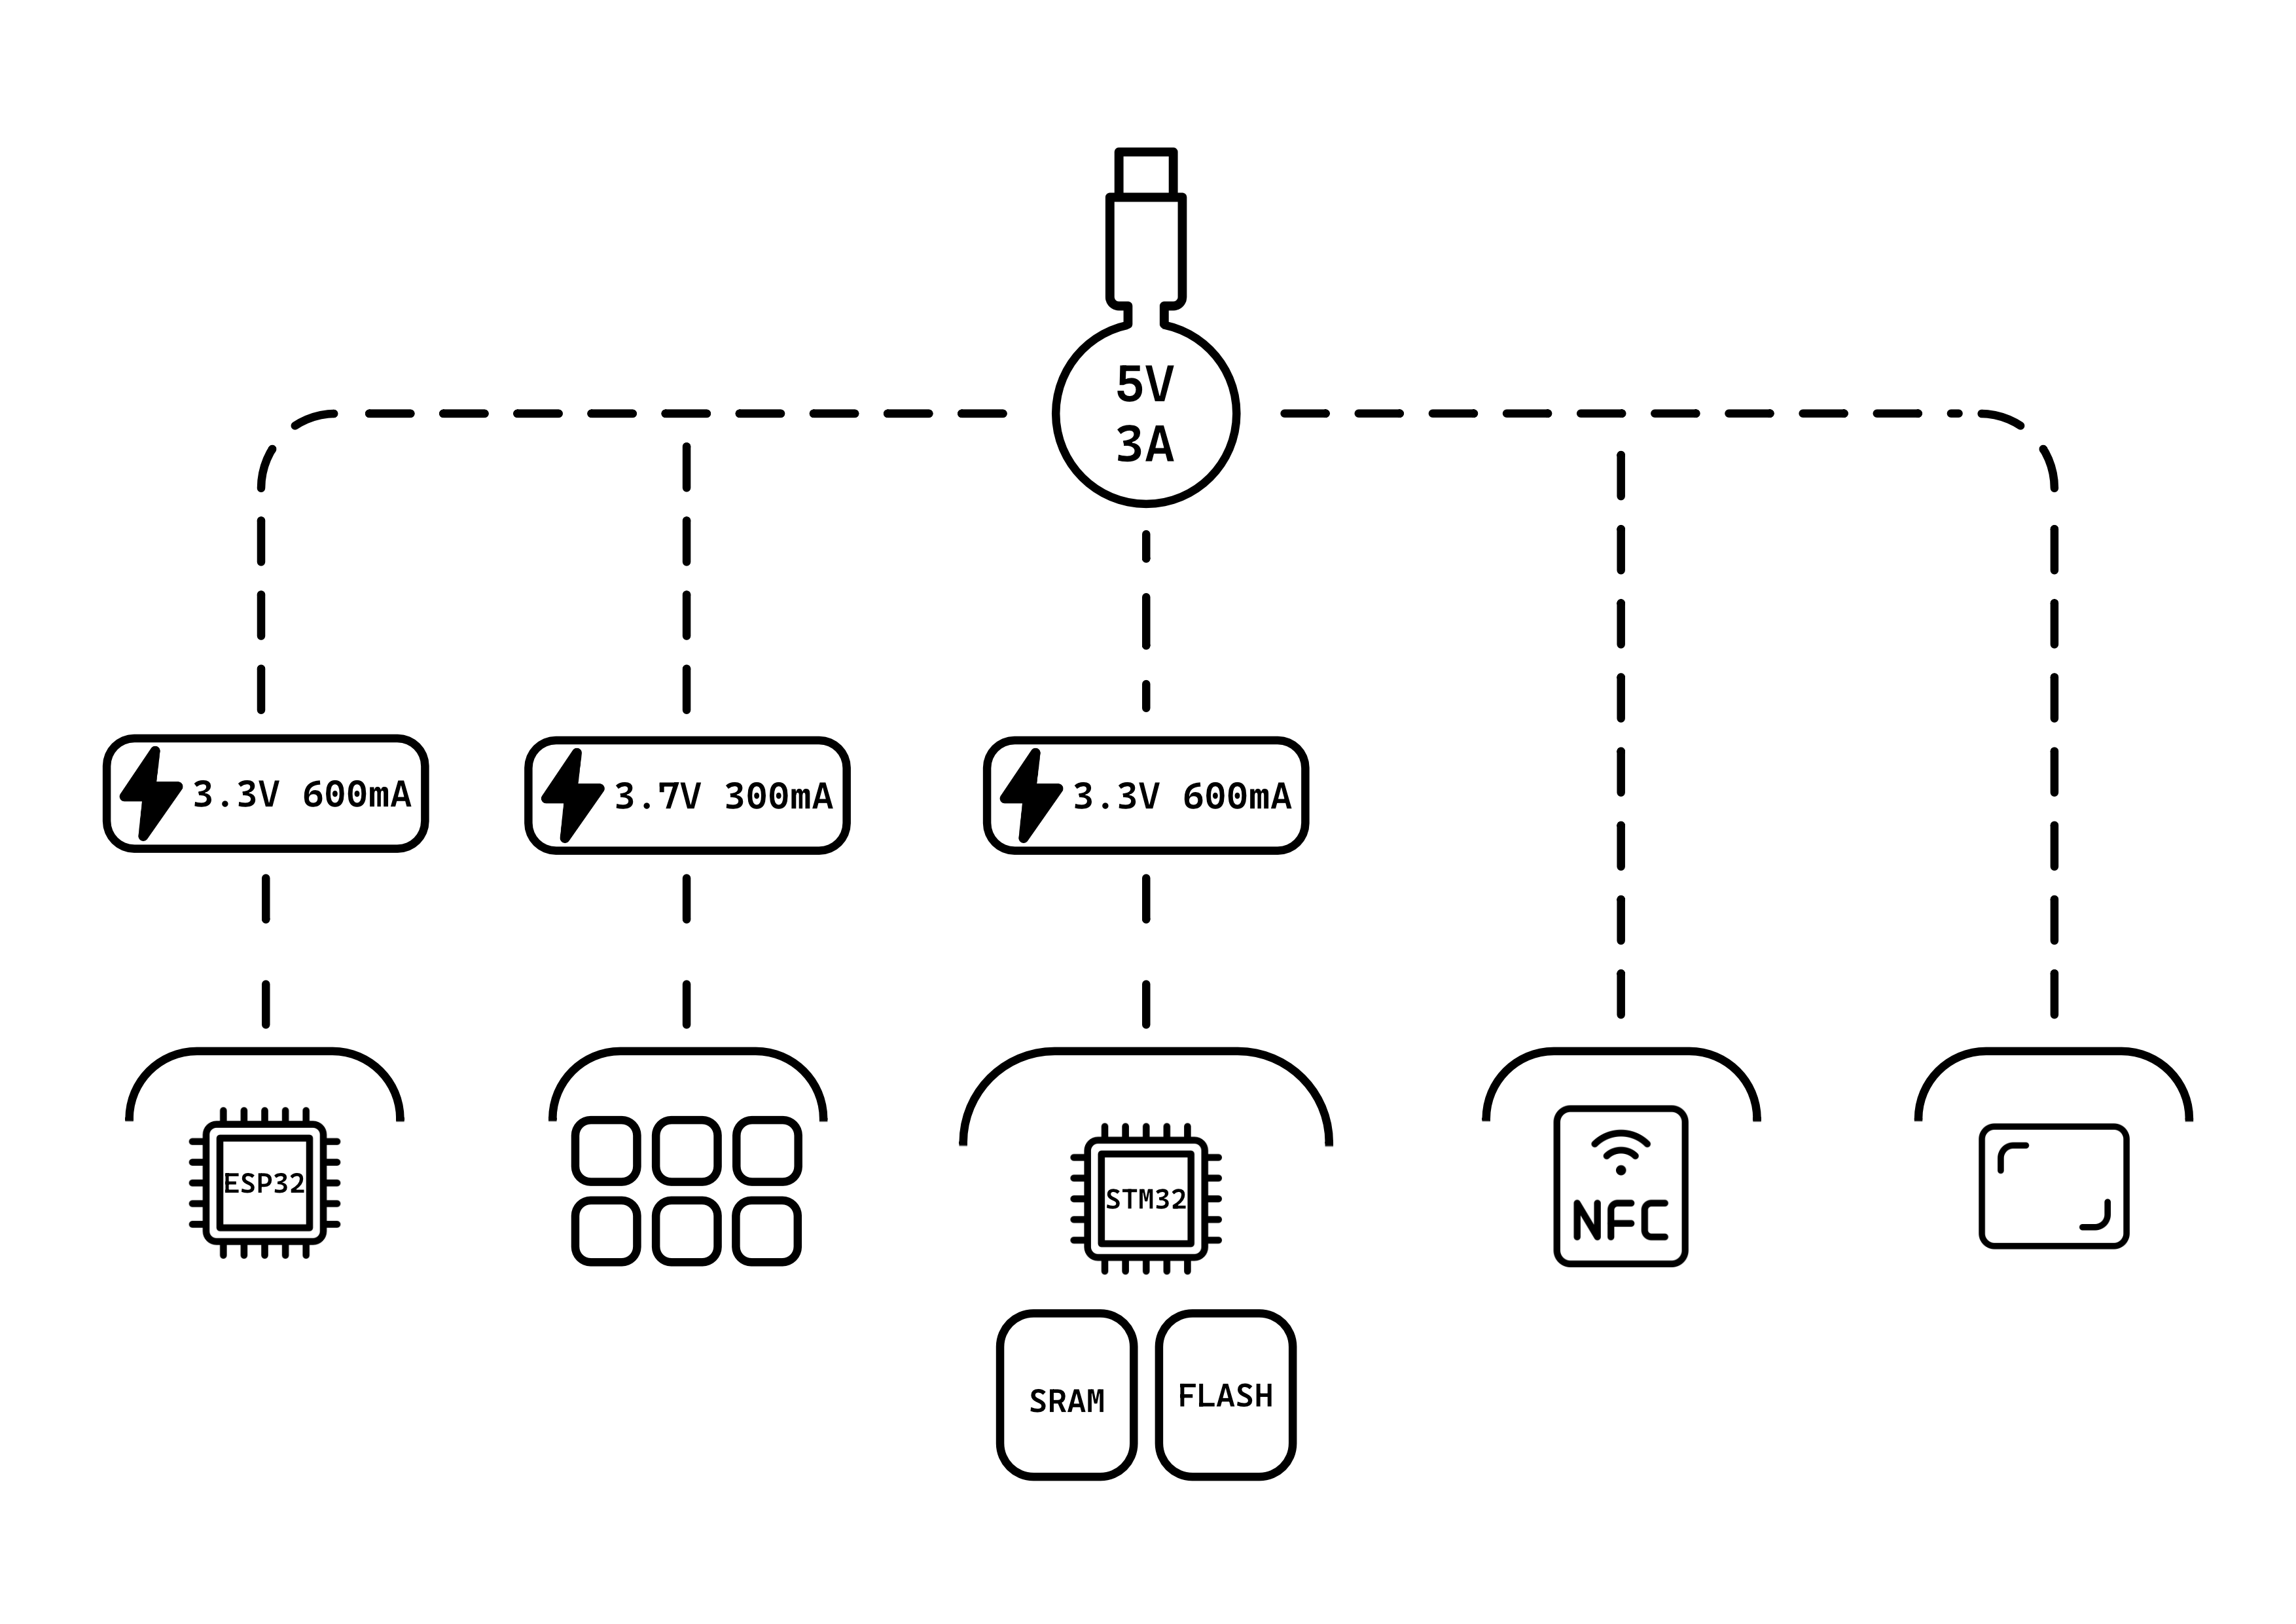 5V
3A
3.3V 600mA
3.7V 300mA
3.3V 600mA
ESP32
STM32
NFC
SRAM
FLASH